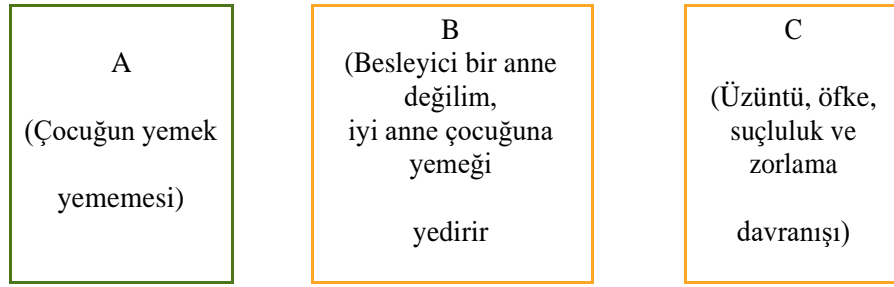 A
(Çocuğun yemek
yememesi)
B
(Besleyici bir anne
değilim,
iyi anne çocuğuna
yemeği
yedirir
C
(Üzüntü, öfke,
suçluluk ve
zorlama
davranışı)